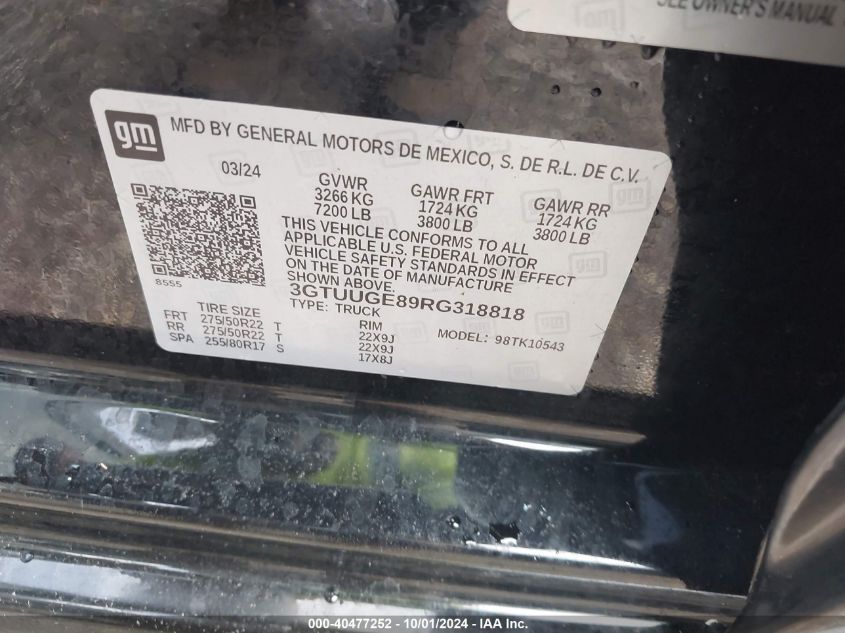 SEE OWNER'S MANUAL
gm
MFD BY GENERAL MOTORS DE MEXICO, S. DE R.L. DE C.V.
03/24
GVWR GAWR FRT GAWR RR
3266 KG 1724 KG 1724 KG
7200 LB 3800 LB 3800 LB
THIS VEHICLE CONFORMS TO ALL
APPLICABLE U.S. FEDERAL MOTOR
VEHICLE SAFETY STANDARDS IN EFFECT
ON THE DATE OF MANUFACTURE
SHOWN ABOVE.
8555
3GTUUGE89RG318818
TYPE: TRUCK
TIRE SIZE RIM MODEL: 98TK10543
FRT 275/50R22 T 22X9J
RR 275/50R22 T 22X9J
SPA 255/80R17 S 17X8J
000-40477252 - 10/01/2024 - IAA Inc.